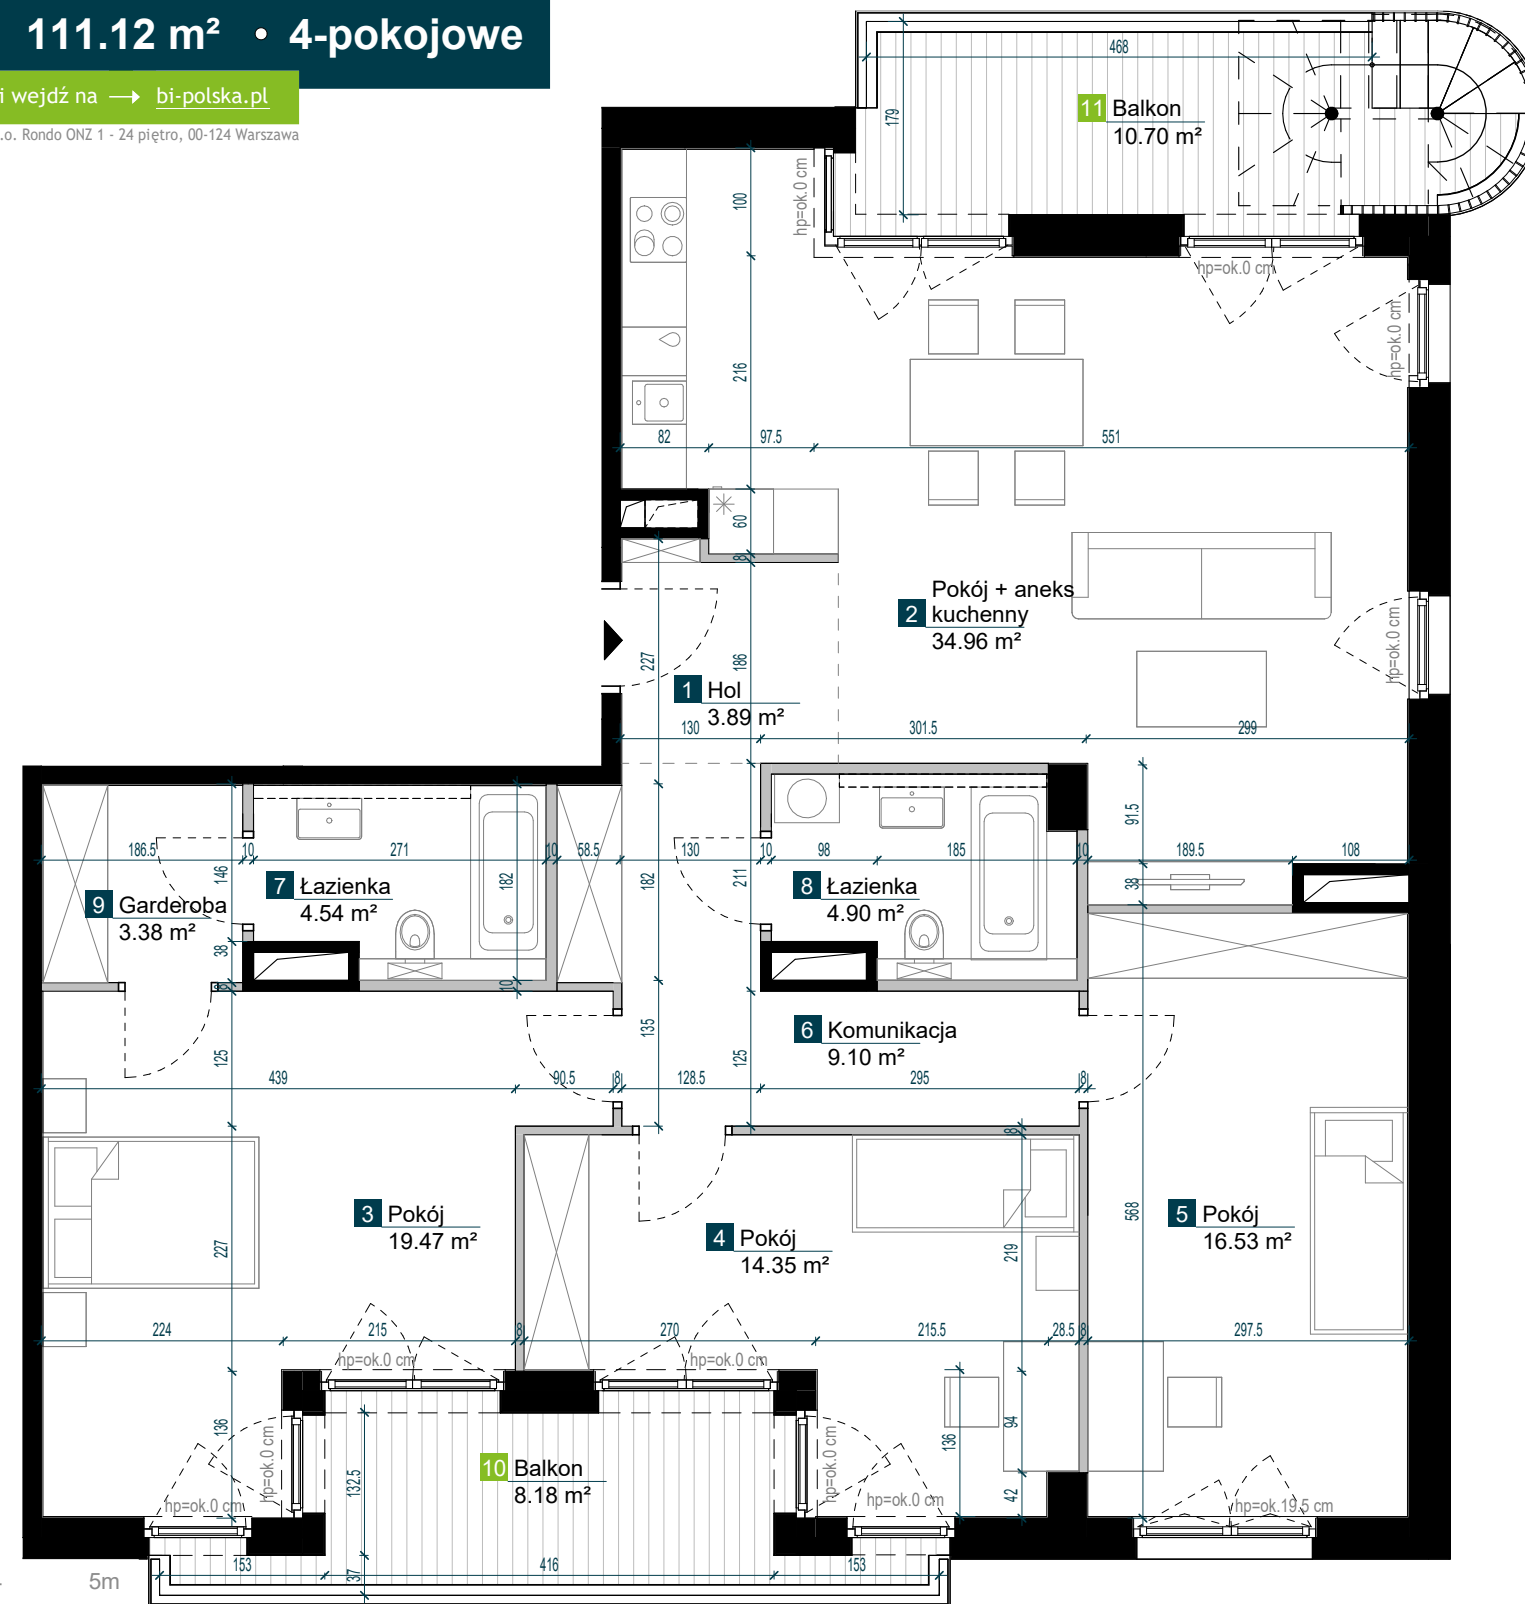 111.12 m² • 4-pokojowe
i wejdź na → bi-polska.pl
.o. Rondo ONZ 1 - 24 piętro, 00-124 Warszawa
468
179
11 Balkon
10.70 m²
100
hp=ok.0 cm
hp=ok.0 cm
hp=ok.0 cm
216
82
97.5
551
60
8
Pokój + aneks
2 kuchenny
34.96 m²
hp=ok.0 cm
227
186
1 Hol
3.89 m²
130
301.5
299
91.5
186.5
10
271
10
58.5
130
10
98
185
10
189.5
108
146
182
182
211
38
7 Łazienka
4.54 m²
8 Łazienka
4.90 m²
9 Garderoba
3.38 m²
38
8
10
135
125
125
6 Komunikacja
9.10 m²
439
90.5
8
128.5
295
8
8
3 Pokój
19.47 m²
4 Pokój
14.35 m²
5 Pokój
16.53 m²
227
219
568
224
215
8
270
215.5
28.5
8
297.5
hp=ok.0 cm
hp=ok.0 cm
136
hp=ok.0 cm
132.5
10 Balkon
8.18 m²
hp=ok.0 cm
136
94
42
hp=ok.0 cm
hp=ok.0 cm
hp=ok.19.5 cm
153
416
153
37
5m